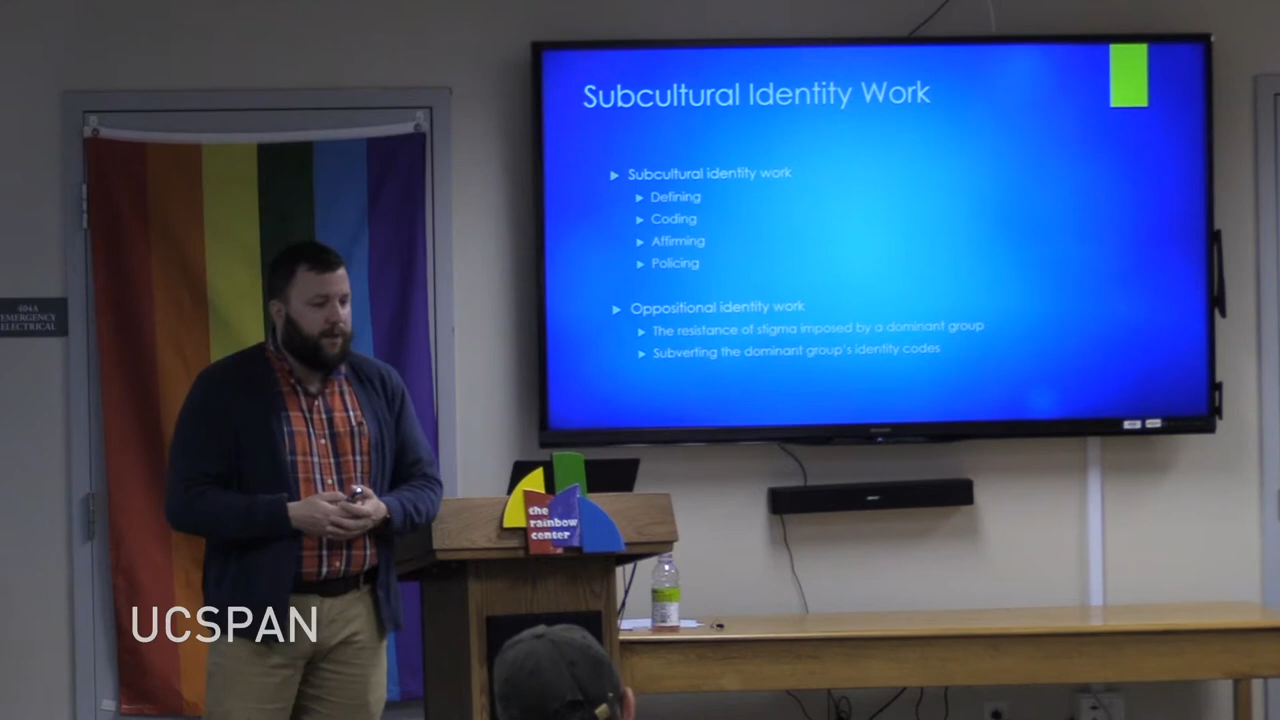 Subcultural Identity Work
Subcultural identity work
Defining
Coding
Affirming
Policing
Oppositional identity work
The resistance of stigma imposed by a dominant group
Subverting the dominant group's identity codes
404A
EMERGENCY
ELECTRICAL
the
rainbow
center
UCSPAN